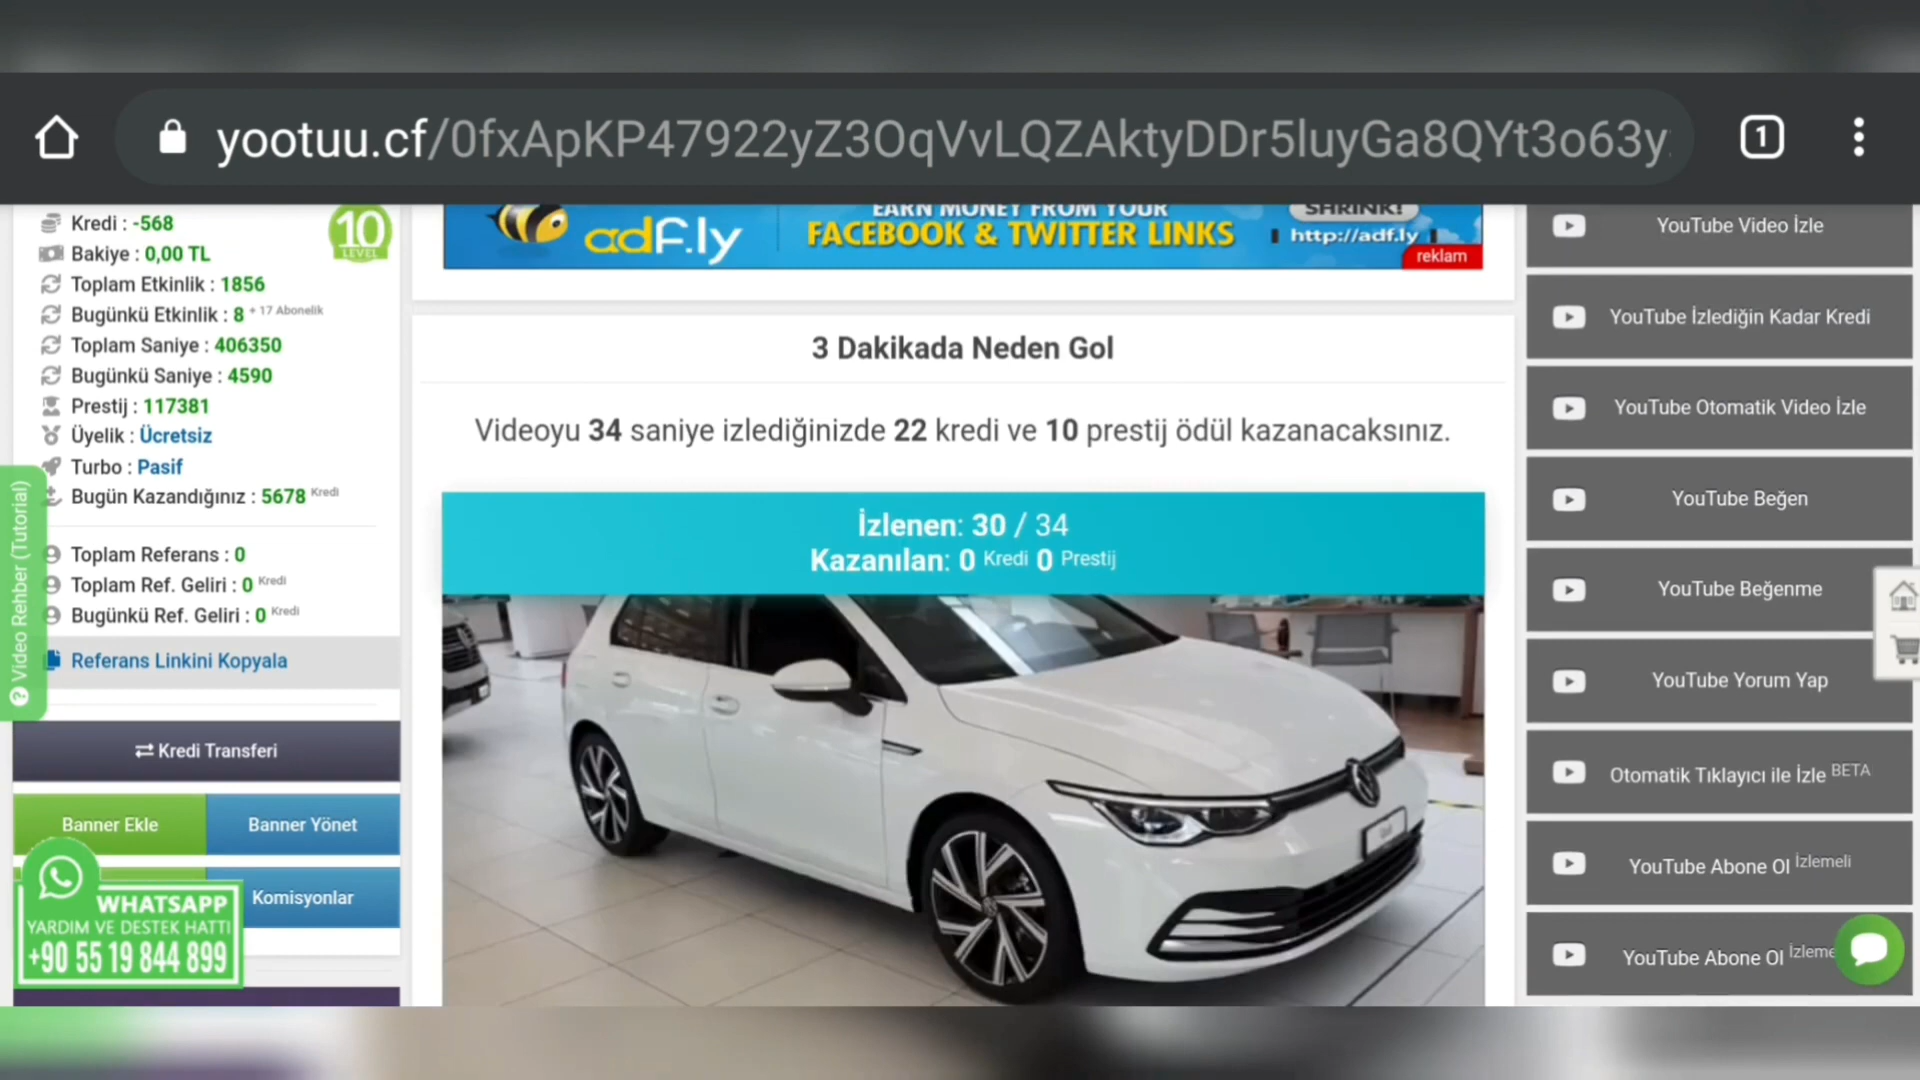 yootuu.cf/0fxApKP47922yZ3OqVvLQZAktyDDr5luyGa8QYt3o63y
1
Kredi : -568
10
LEVEL
Bakiye : 0,00 TL
Toplam Etkinlik : 1856
Bugünkü Etkinlik : 8 + 17 Abonelik
Toplam Saniye : 406350
Bugünkü Saniye : 4590
Prestij : 117381
Üyelik : Ücretsiz
Turbo : Pasif
Bugün Kazandığınız : 5678 Kredi
Toplam Referans : 0
Toplam Ref. Geliri : 0 Kredi
Bugünkü Ref. Geliri : 0 Kredi
Referans Linkini Kopyala
Video Rehber (Tutorial)
Kredi Transferi
Banner Ekle
Banner Yönet
Komisyonlar
WHATSAPP
YARDIM VE DESTEK HATTI
+90 55 19 844 899
adf.ly
EARN MONEY FROM YOUR
FACEBOOK & TWITTER LINKS
SHRINK!
http://adf.ly
reklam
3 Dakikada Neden Gol
Videoyu 34 saniye izlediğinizde 22 kredi ve 10 prestij ödül kazanacaksınız.
İzlenen: 30 / 34
Kazanılan: 0 Kredi 0 Prestij
YouTube Video İzle
YouTube İzlediğin Kadar Kredi
YouTube Otomatik Video İzle
YouTube Beğen
YouTube Beğenme
YouTube Yorum Yap
Otomatik Tıklayıcı ile İzle BETA
YouTube Abone Ol İzlemeli
YouTube Abone Ol İzleme